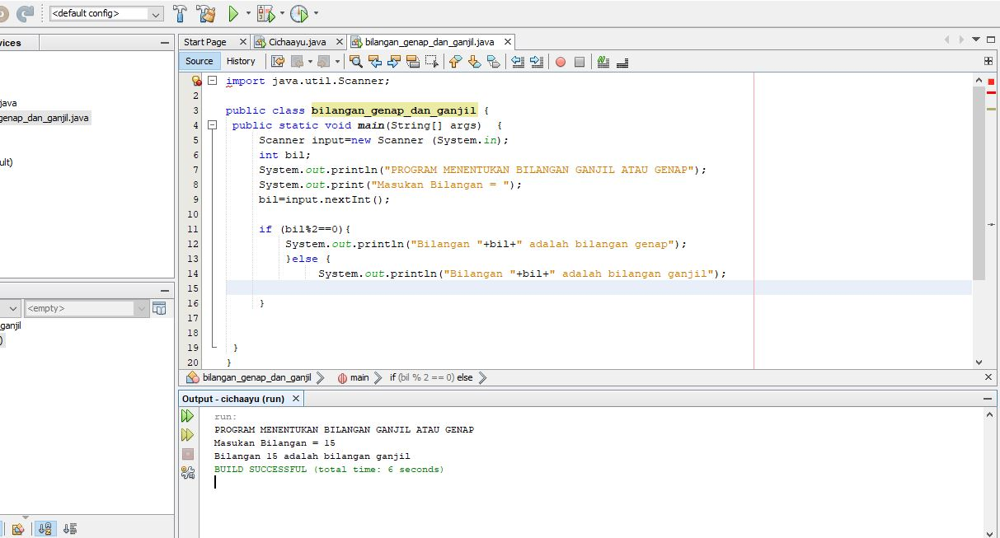 <default config>
vices
Start Page
Cichaayu.java
bilangan_genap_dan_ganjil.java
Source
History
java
genap_dan_ganjil.java
ult)
<empty>
ganjil
)
import java.util.Scanner;
2
3 public class bilangan_genap_dan_ganjil {
4 public static void main(String[] args) {
5 Scanner input=new Scanner (System.in);
6 int bil;
7 System.out.println("PROGRAM MENENTUKAN BILANGAN GANJIL ATAU GENAP");
8 System.out.print("Masukan Bilangan = ");
9 bil=input.nextInt();
10
11 if (bil%2==0){
12 System.out.println("Bilangan "+bil+" adalah bilangan genap");
13 }else {
14 System.out.println("Bilangan "+bil+" adalah bilangan ganjil");
15
16 }
17
18
19 }
20 }
bilangan_genap_dan_ganjil
main
if (bil % 2 == 0) else
Output - cichaayu (run)
run:
PROGRAM MENENTUKAN BILANGAN GANJIL ATAU GENAP
Masukan Bilangan = 15
Bilangan 15 adalah bilangan ganjil
BUILD SUCCESSFUL (total time: 6 seconds)